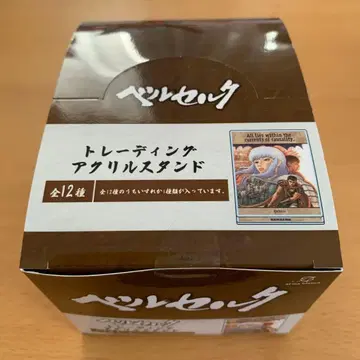 ベルセルク
トレーディング
アクリルスタンド
全12種
全12種のうちいずれか1種類が入っています。
All lies within the
currents of causality.
ベルセルク